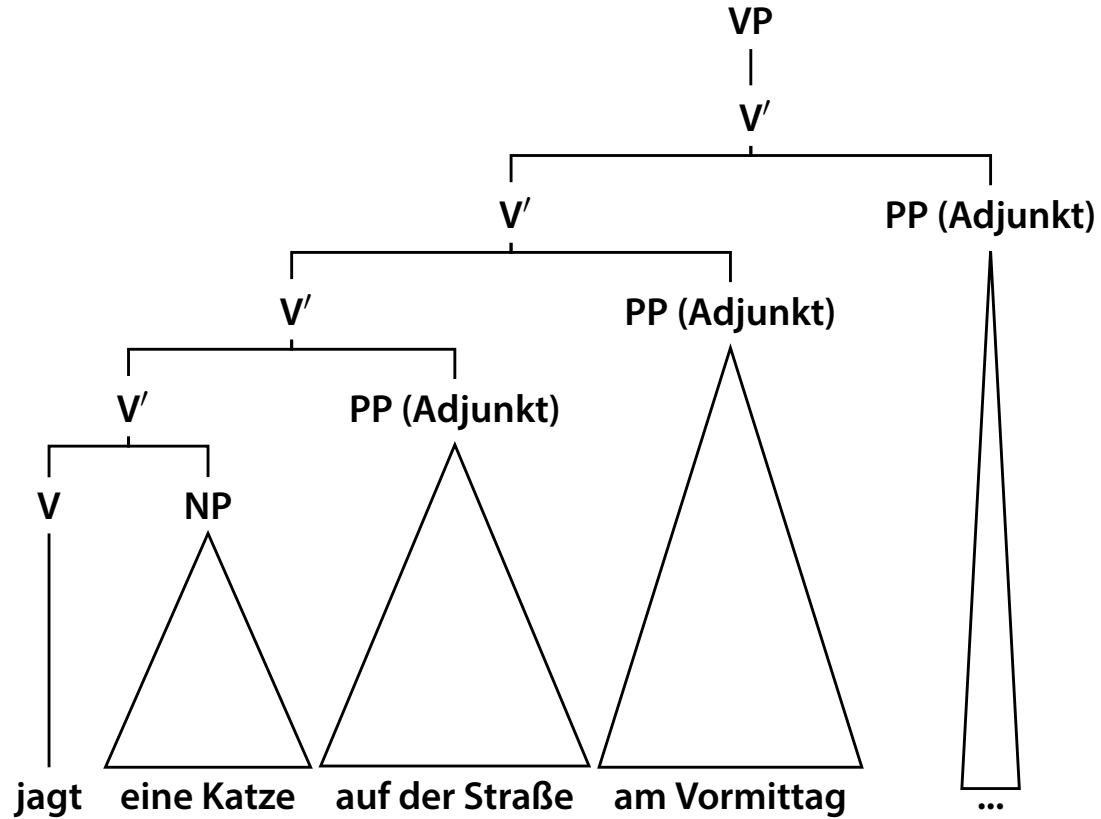 VP
V′
V′ PP (Adjunkt)
V′ PP (Adjunkt)
V′ PP (Adjunkt)
V NP
jagt eine Katze auf der Straße am Vormittag ...